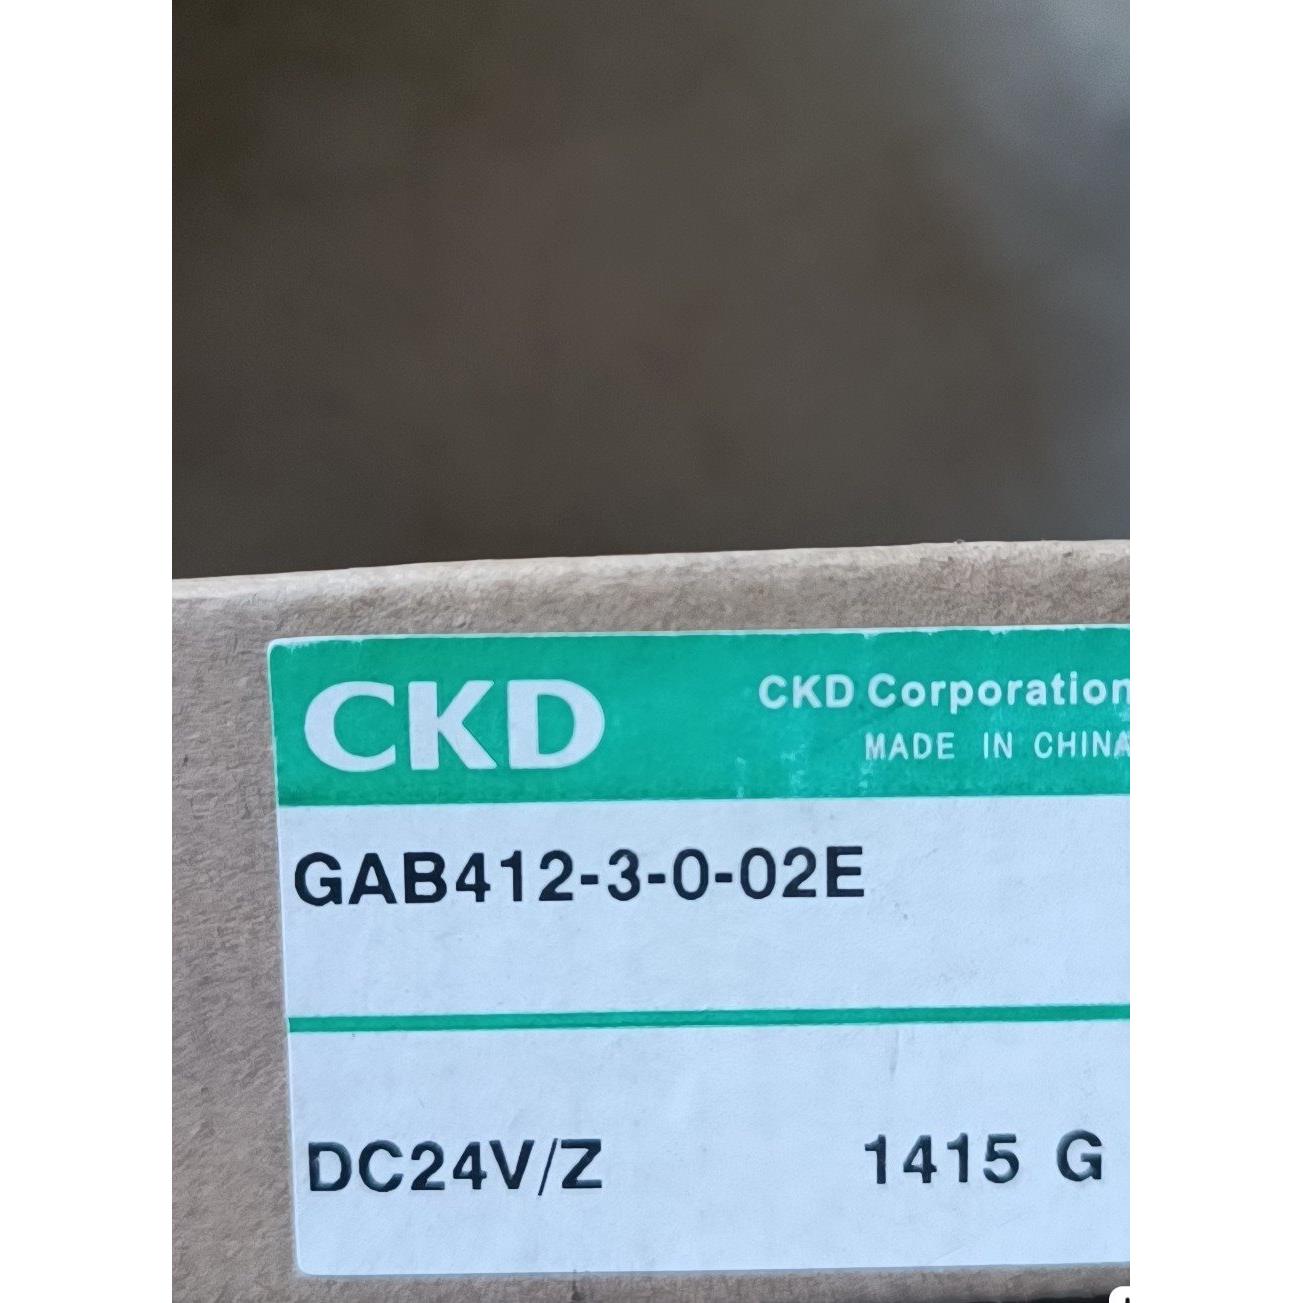 CKD
CKD Corporation
MADE IN CHINA
GAB412-3-0-02E
DC24V/Z 1415 G